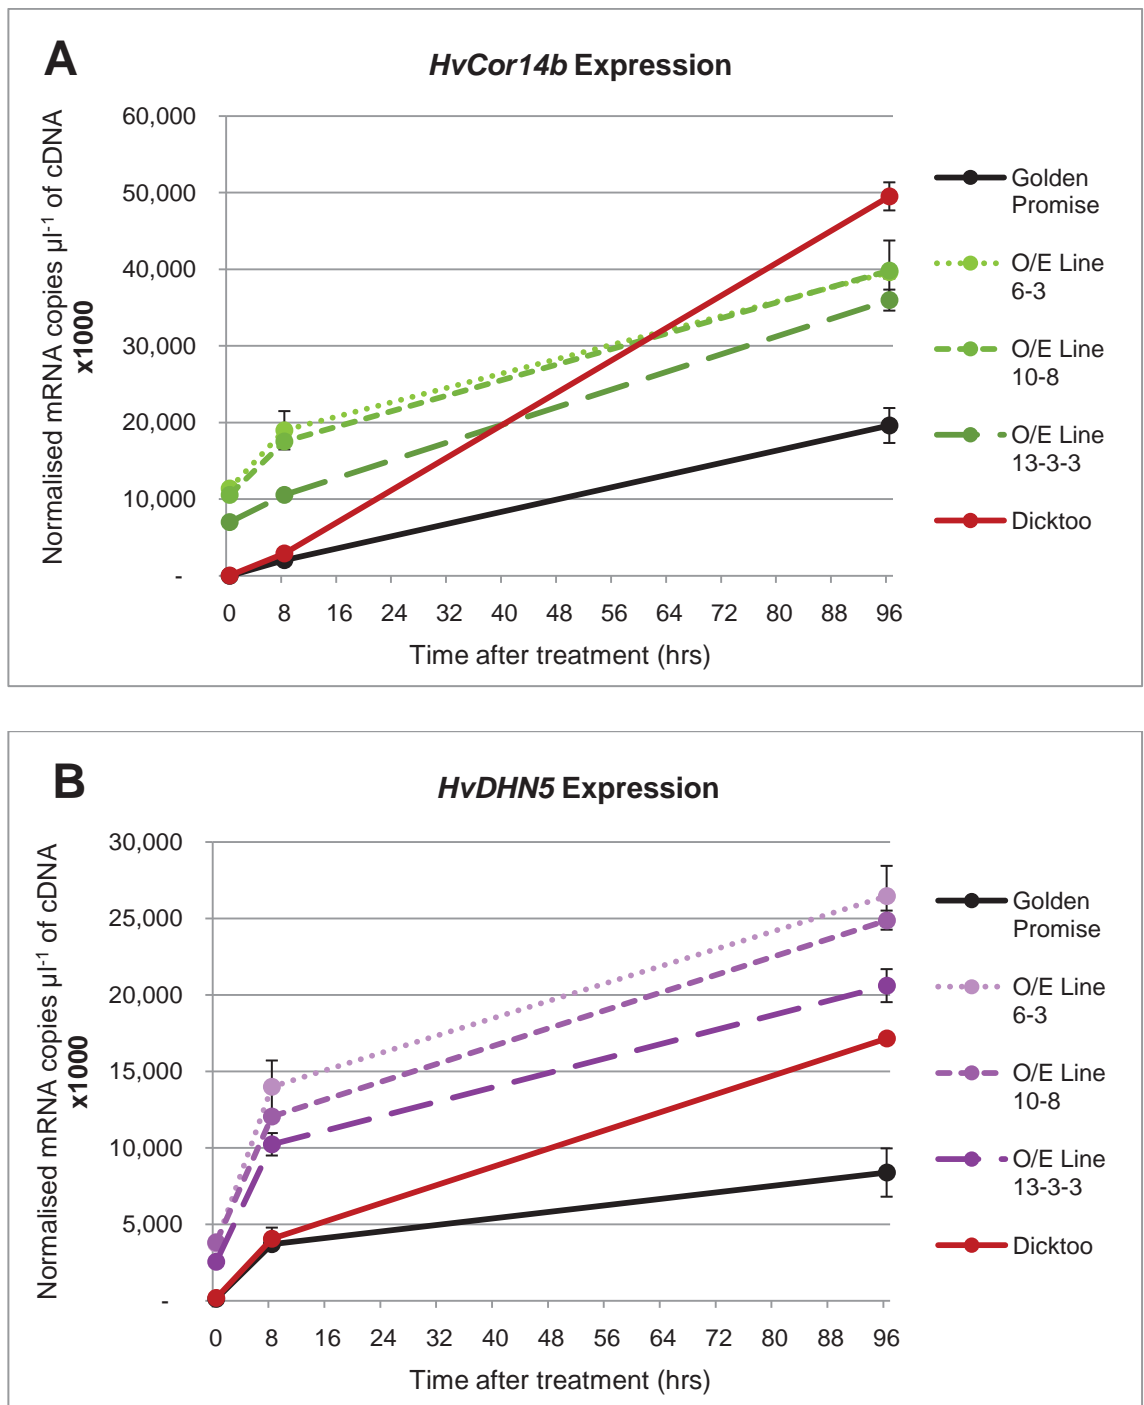 A
HvCor14b Expression
Normalised mRNA copies µl-1 of cDNA
x1000
60,000
50,000
40,000
30,000
20,000
10,000
-
0 8 16 24 32 40 48 56 64 72 80 88 96
Time after treatment (hrs)
Golden
Promise
O/E Line
6-3
O/E Line
10-8
O/E Line
13-3-3
Dicktoo
B
HvDHN5 Expression
Normalised mRNA copies µl-1 of cDNA
x1000
30,000
25,000
20,000
15,000
10,000
5,000
-
0 8 16 24 32 40 48 56 64 72 80 88 96
Time after treatment (hrs)
Golden
Promise
O/E Line
6-3
O/E Line
10-8
O/E Line
13-3-3
Dicktoo